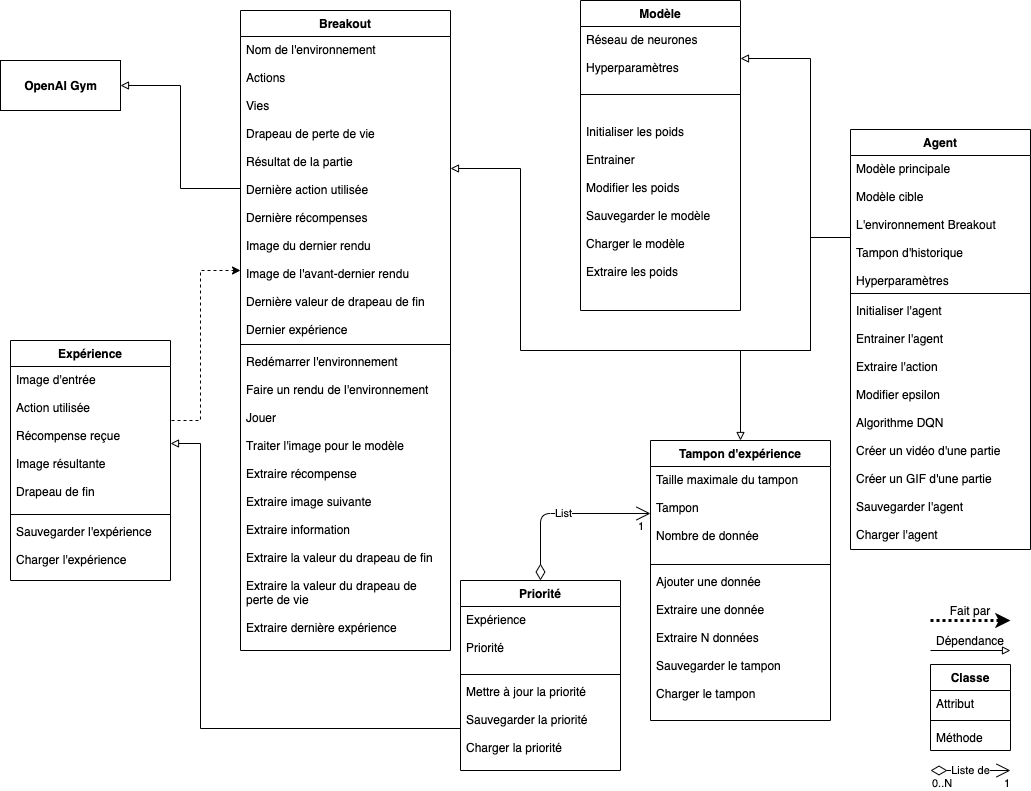 OpenAI Gym
Breakout
Nom de l'environnement
Actions
Vies
Drapeau de perte de vie
Résultat de la partie
Dernière action utilisée
Dernière récompenses
Image du dernier rendu
Image de l'avant-dernier rendu
Dernière valeur de drapeau de fin
Dernier expérience
Redémarrer l'environnement
Faire un rendu de l'environnement
Jouer
Traiter l'image pour le modèle
Extraire récompense
Extraire image suivante
Extraire information
Extraire la valeur du drapeau de fin
Extraire la valeur du drapeau de
perte de vie
Extraire dernière expérience
Modèle
Réseau de neurones
Hyperparamètres
Initialiser les poids
Entrainer
Modifier les poids
Sauvegarder le modèle
Charger le modèle
Extraire les poids
Agent
Modèle principale
Modèle cible
L'environnement Breakout
Tampon d'historique
Hyperparamètres
Initialiser l'agent
Entrainer l'agent
Extraire l'action
Modifier epsilon
Algorithme DQN
Créer un vidéo d'une partie
Créer un GIF d'une partie
Sauvegarder l'agent
Charger l'agent
Expérience
Image d'entrée
Action utilisée
Récompense reçue
Image résultante
Drapeau de fin
Sauvegarder l'expérience
Charger l'expérience
Tampon d'expérience
Taille maximale du tampon
Tampon
Nombre de donnée
Ajouter une donnée
Extraire une donnée
Extraire N données
Sauvegarder le tampon
Charger le tampon
List
1
Priorité
Expérience
Priorité
Mettre à jour la priorité
Sauvegarder la priorité
Charger la priorité
Fait par
Dépendance
Classe
Attribut
Méthode
Liste de
0..N
1